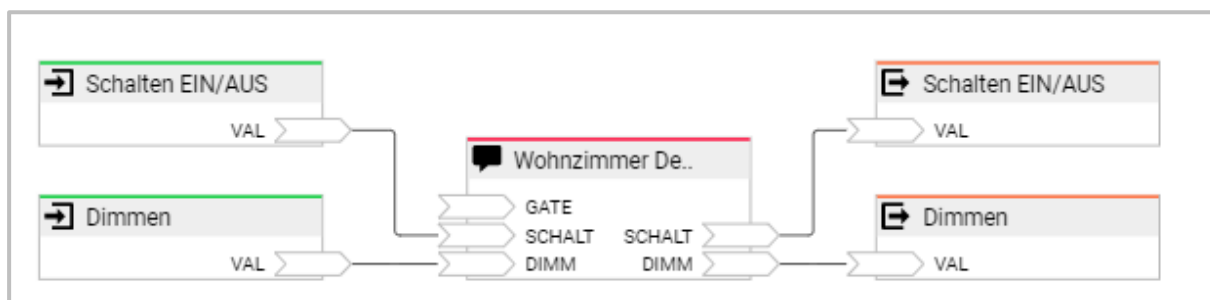 Schalten EIN/AUS
VAL
Dimmen
VAL
Wohnzimmer De..
GATE
SCHALT SCHALT
DIMM DIMM
Schalten EIN/AUS
VAL
Dimmen
VAL